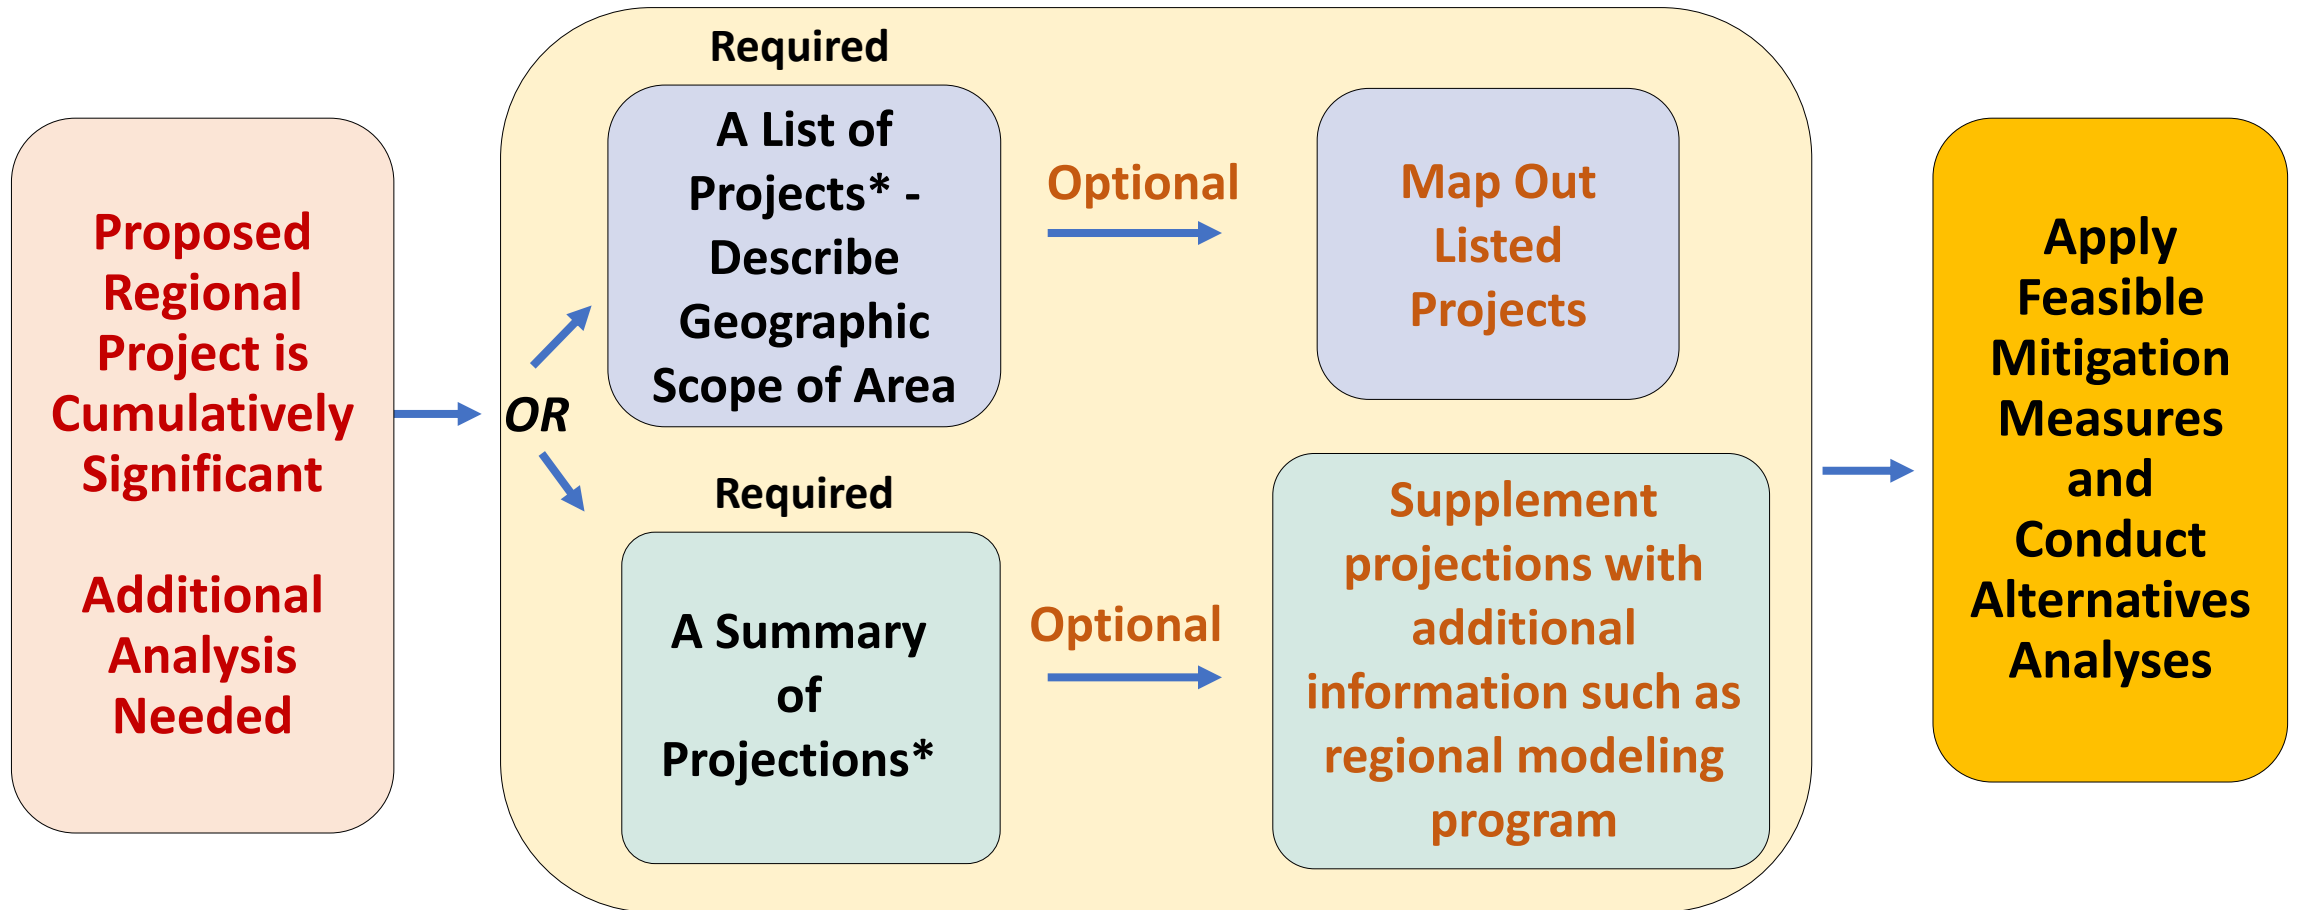 Proposed
Regional
Project is
Cumulatively
Significant
Additional
Analysis
Needed
OR
Required
A List of
Projects* -
Describe
Geographic
Scope of Area
Optional
Map Out
Listed
Projects
Required
A Summary
of
Projections*
Optional
Supplement
projections with
additional
information such as
regional modeling
program
Apply
Feasible
Mitigation
Measures
and
Conduct
Alternatives
Analyses